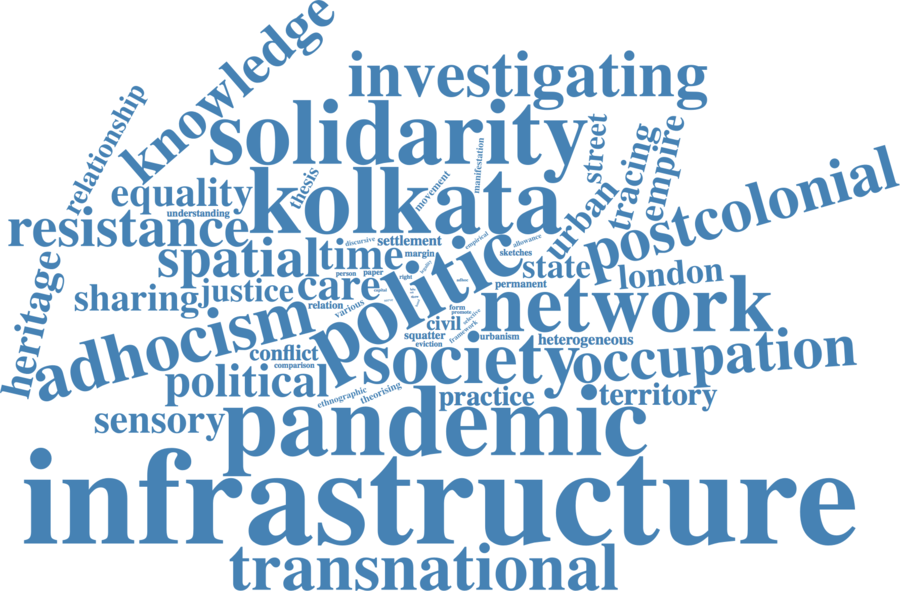 knowledge
investigating
relationship
solidarity
street
manifestation
tracing
empire
equality
thesis
movement
understanding
kolkata
urban
postcolonial
resistance
discursive
settlement
empirical
allowance
spatial
time
margin
sketches
state
london
heritage
person
paper
right
sharing
justice
care
politic
permanent
network
relation
various
form
promote
selective
adhocism
civil
framework
squatter
urbanism
heterogeneous
eviction
conflict
comparison
society
occupation
political
ethnographic
theorising
practice
territory
sensory
pandemic
infrastructure
transnational